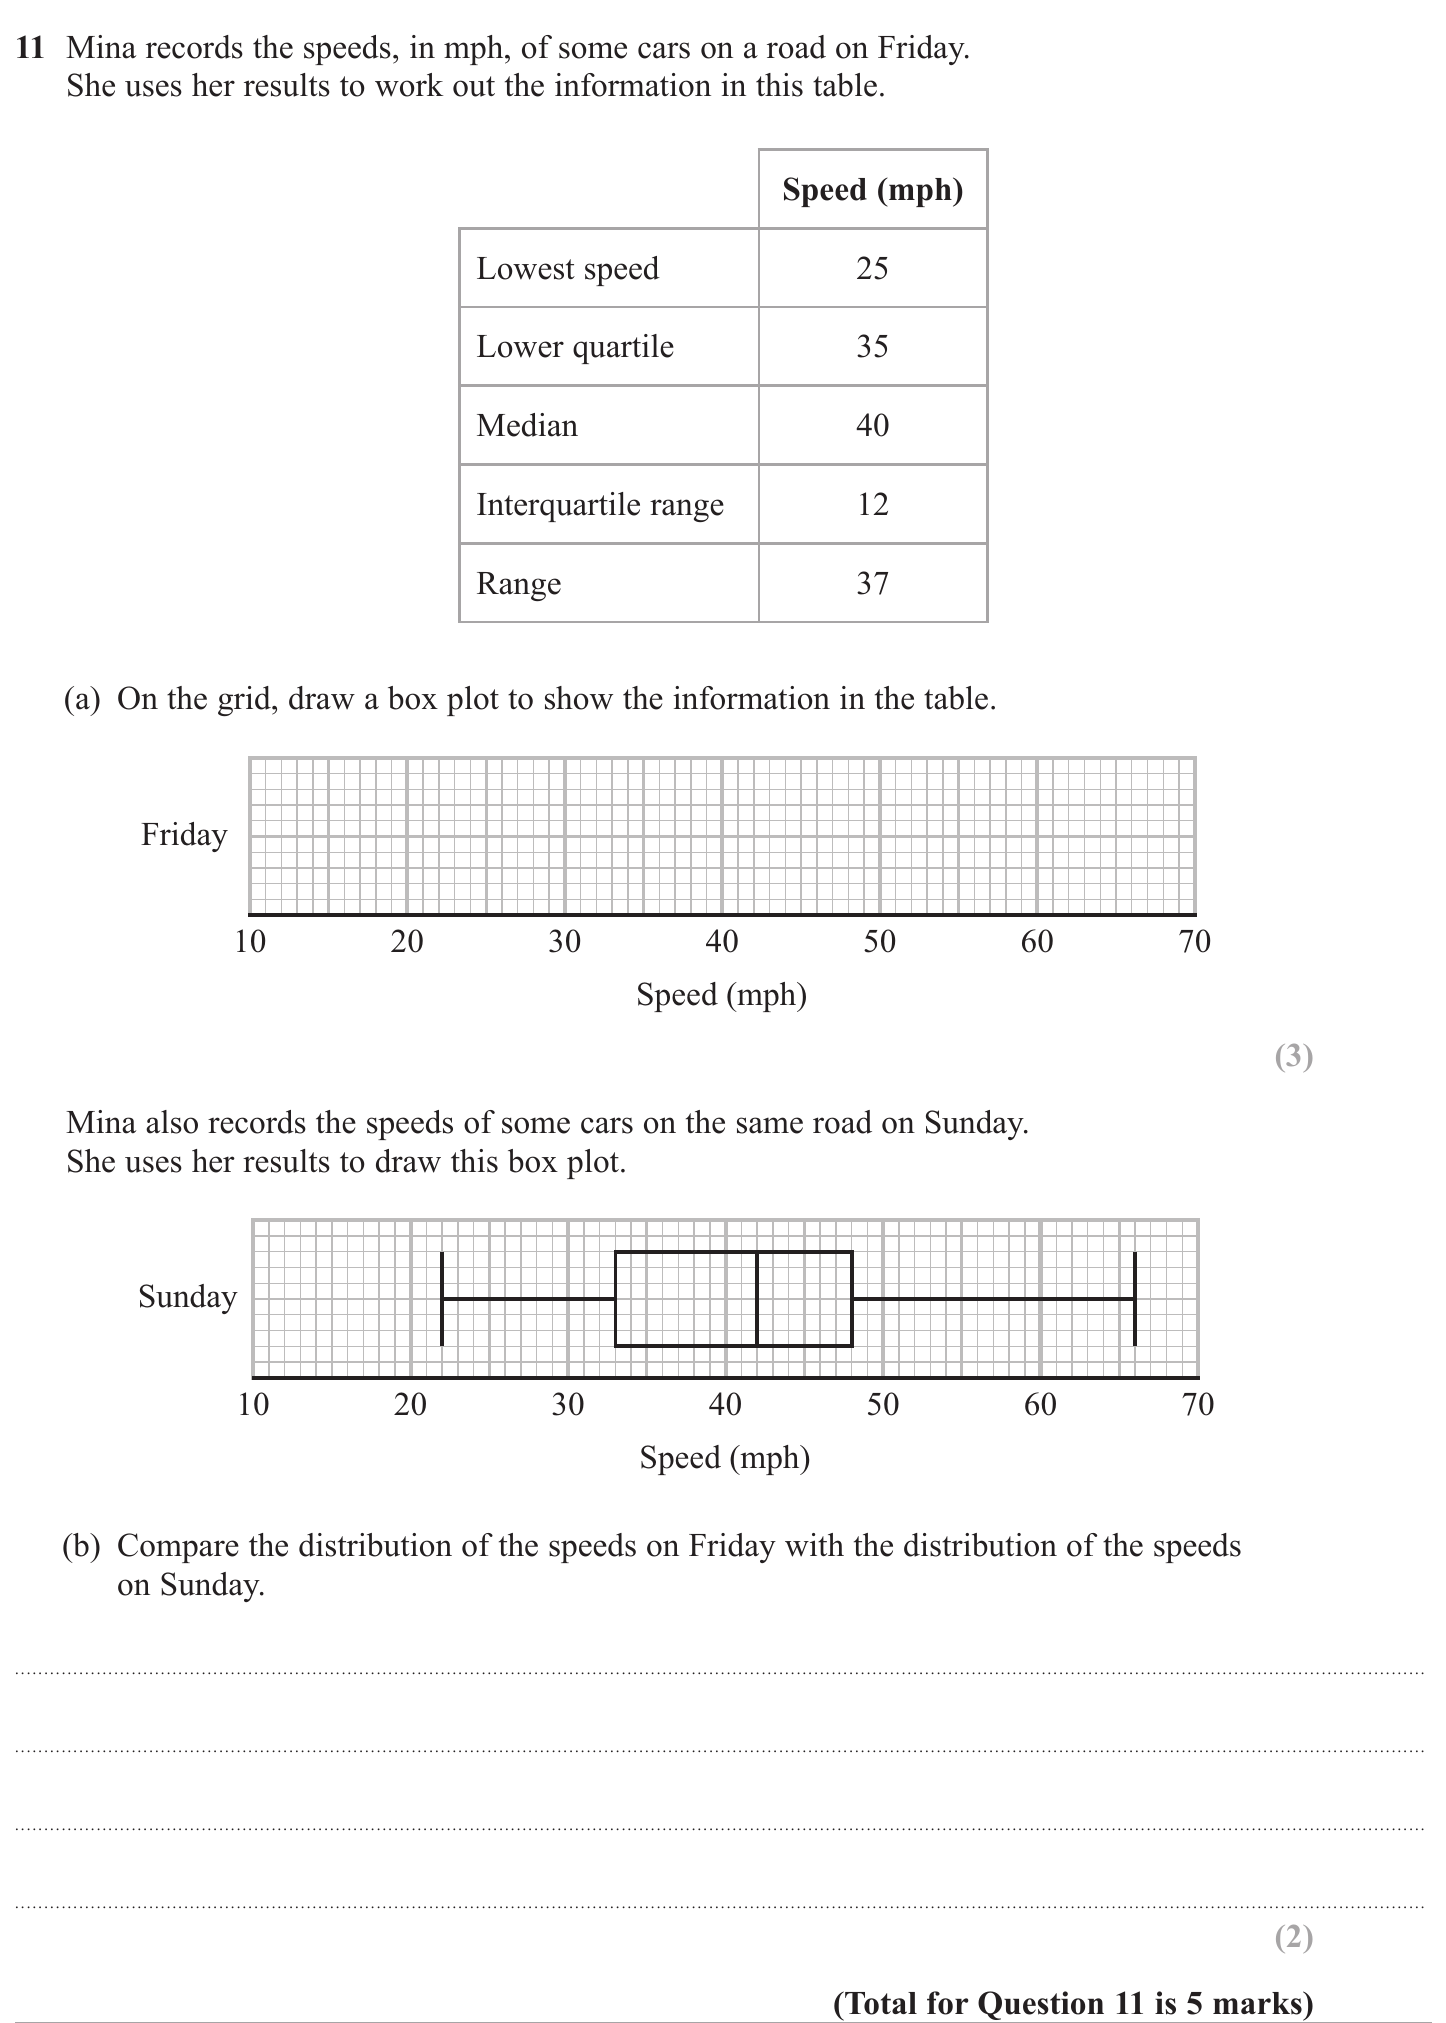 11 Mina records the speeds, in mph, of some cars on a road on Friday.
She uses her results to work out the information in this table.
Speed (mph)
Lowest speed 25
Lower quartile 35
Median 40
Interquartile range 12
Range 37
(a) On the grid, draw a box plot to show the information in the table.
Friday
10 20 30 40 50 60 70
Speed (mph)
(3)
Mina also records the speeds of some cars on the same road on Sunday.
She uses her results to draw this box plot.
Sunday
10 20 30 40 50 60 70
Speed (mph)
(b) Compare the distribution of the speeds on Friday with the distribution of the speeds
on Sunday.
(2)
(Total for Question 11 is 5 marks)